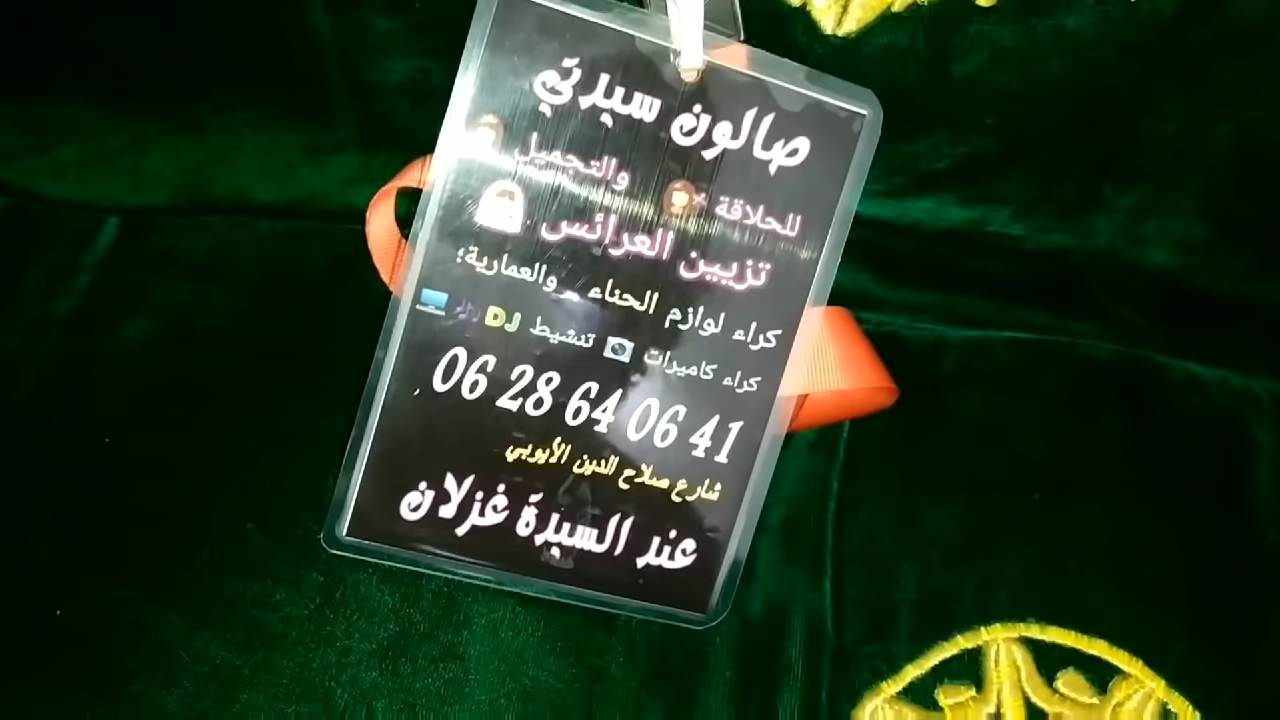 صالون سيدتي
للحلاقة والتجميل
تزيين العرائس
كراء لوازم الحناء والعمارية؛
كراء كاميرات تنشيط DJ
06 28 64 06 41
شارع صلاح الدين الأيوبي
عند السيدة غزلان